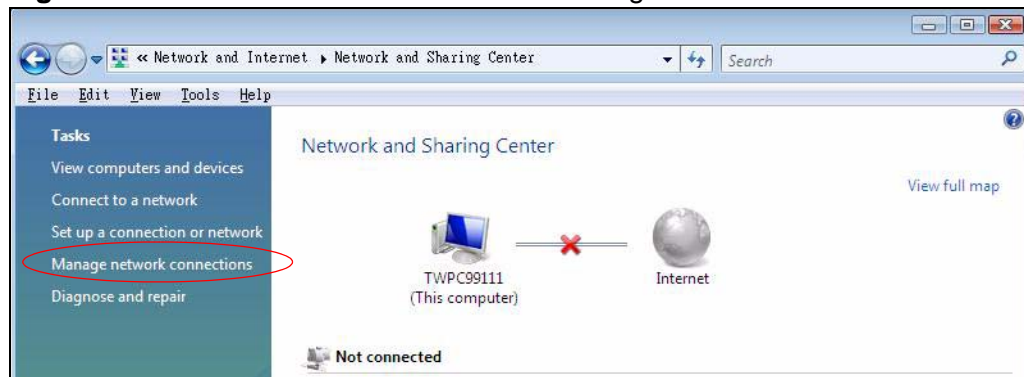 « Network and Internet ▸ Network and Sharing Center
Search
File Edit View Tools Help
Tasks
View computers and devices
Connect to a network
Set up a connection or network
Manage network connections
Diagnose and repair
Network and Sharing Center
View full map
TWPC99111
(This computer)
Internet
Not connected